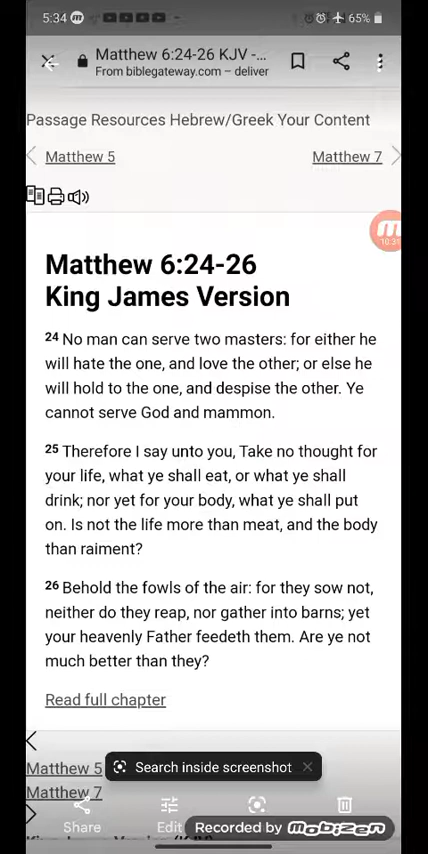 5:34 65%
Matthew 6:24-26 KJV -...
From biblegateway.com – deliver
Passage Resources Hebrew/Greek Your Content
Matthew 5 Matthew 7
10:31
Matthew 6:24-26
King James Version
24 No man can serve two masters: for either he
will hate the one, and love the other; or else he
will hold to the one, and despise the other. Ye
cannot serve God and mammon.
25 Therefore I say unto you, Take no thought for
your life, what ye shall eat, or what ye shall
drink; nor yet for your body, what ye shall put
on. Is not the life more than meat, and the body
than raiment?
26 Behold the fowls of the air: for they sow not,
neither do they reap, nor gather into barns; yet
your heavenly Father feedeth them. Are ye not
much better than they?
Read full chapter
Matthew 5 Search inside screenshot
Matthew 7
Share Edit Recorded by mobizen